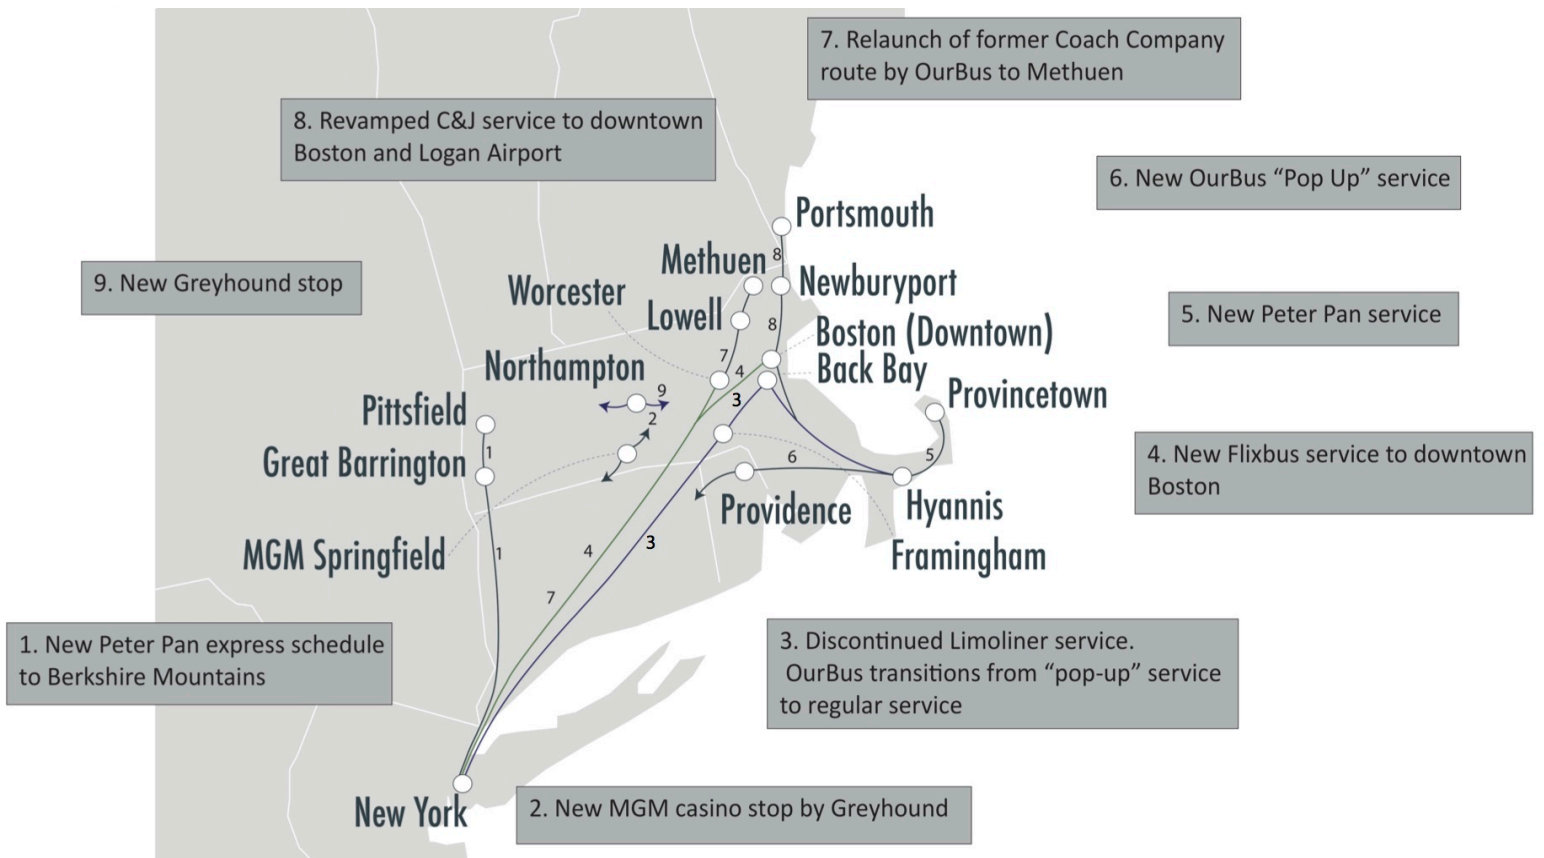 7. Relaunch of former Coach Company
route by OurBus to Methuen
8. Revamped C&J service to downtown
Boston and Logan Airport
6. New OurBus “Pop Up” service
Portsmouth
8
Methuen
9. New Greyhound stop
Newburyport
Worcester
Lowell
5. New Peter Pan service
8
Boston (Downtown)
7
Northampton
4
Back Bay
9
3
Provincetown
Pittsfield
2
1
Great Barrington
6
5
4. New Flixbus service to downtown
Boston
Providence
Hyannis
MGM Springfield
1
4
3
Framingham
7
1. New Peter Pan express schedule
to Berkshire Mountains
3. Discontinued Limoliner service.
OurBus transitions from “pop-up” service
to regular service
New York
2. New MGM casino stop by Greyhound